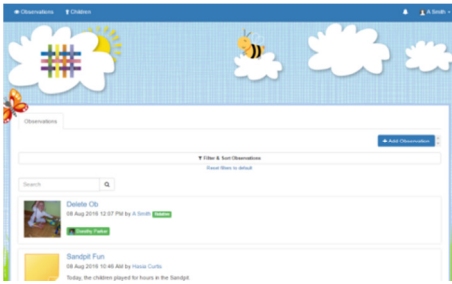 Observations Children A Smith
Observations
Add Observation
Filter & Sort Observations
Reset filters to default
Search
Delete Ob
08 Aug 2016 12:07 PM by A Smith Relative
Dorothy Parker
Sandpit Fun
08 Aug 2016 10:46 AM by Hazal Curtis
Today, the children played for hours in the Sandpit.